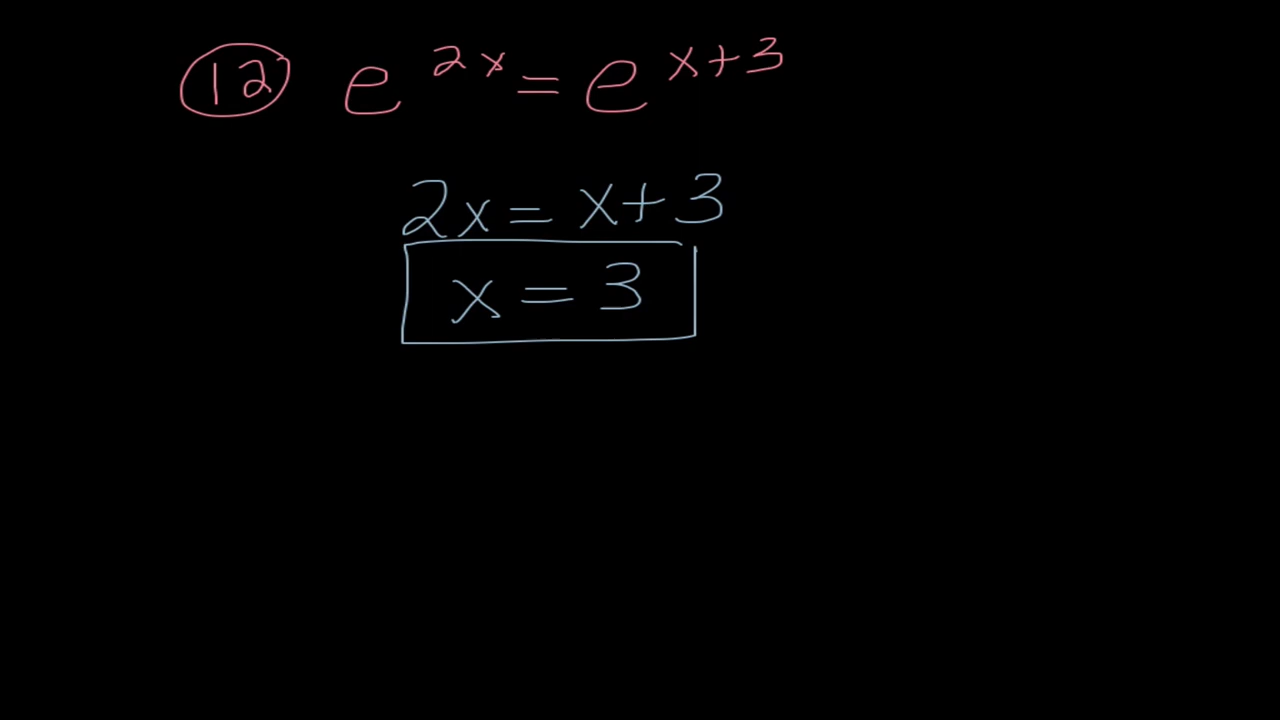 ⑫ e^{2x} = e^{x+3}
2x = x+3
x = 3